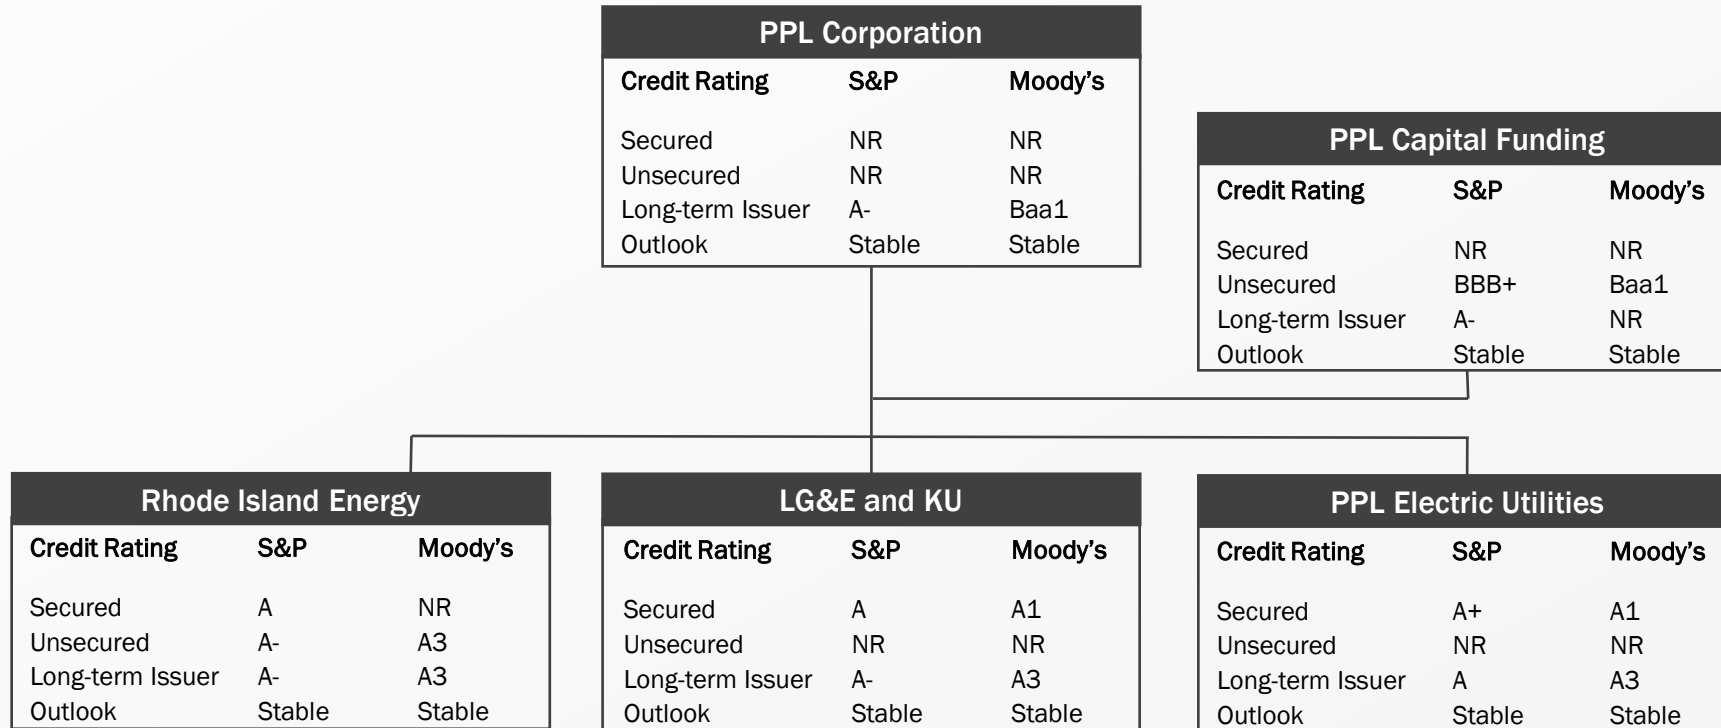 PPL Corporation
Credit Rating S&P Moody's
Secured NR NR
Unsecured NR NR
Long-term Issuer A- Baa1
Outlook Stable Stable
PPL Capital Funding
Credit Rating S&P Moody's
Secured NR NR
Unsecured BBB+ Baa1
Long-term Issuer A- NR
Outlook Stable Stable
Rhode Island Energy
Credit Rating S&P Moody's
Secured A NR
Unsecured A- A3
Long-term Issuer A- A3
Outlook Stable Stable
LG&E and KU
Credit Rating S&P Moody's
Secured A A1
Unsecured NR NR
Long-term Issuer A- A3
Outlook Stable Stable
PPL Electric Utilities
Credit Rating S&P Moody's
Secured A+ A1
Unsecured NR NR
Long-term Issuer A A3
Outlook Stable Stable